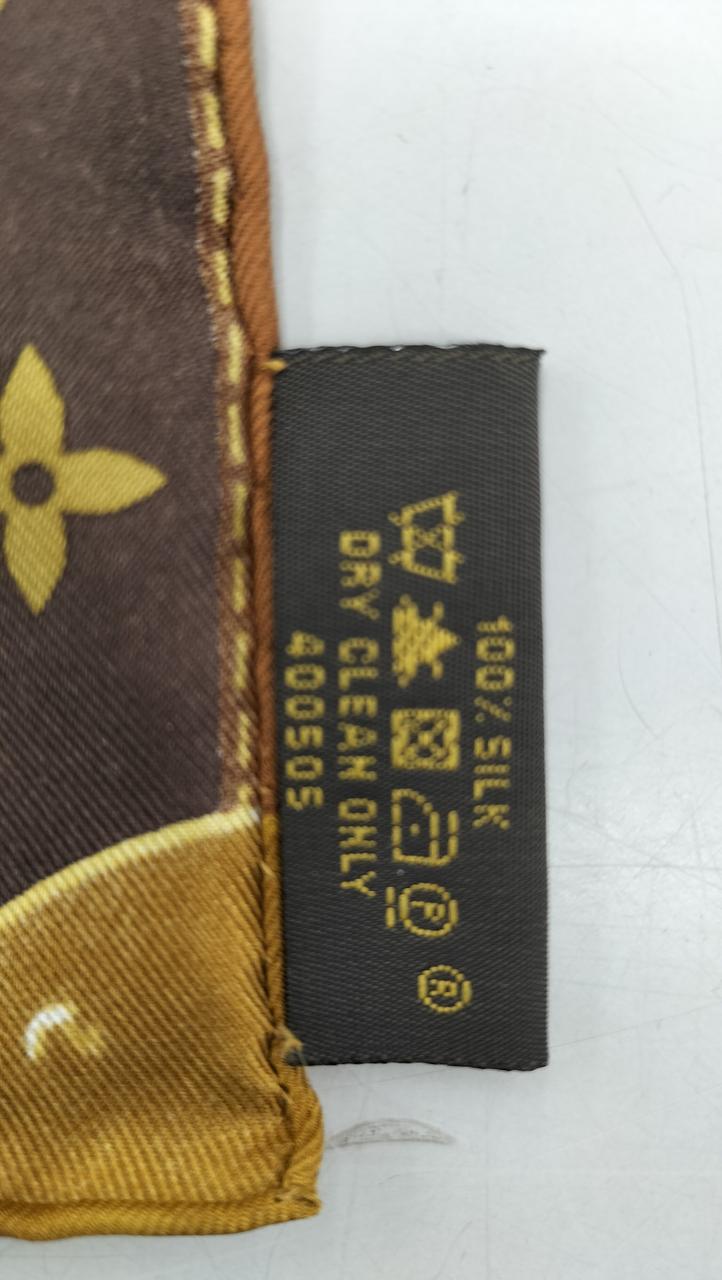 100% SILK
Ⓟ ®
DRY CLEAN ONLY
400505